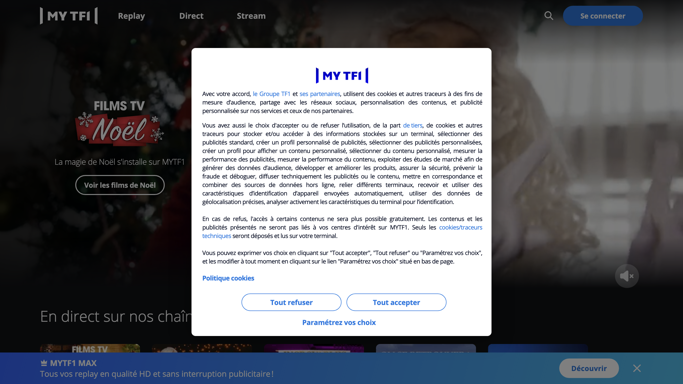 MYTF1
Replay
Direct
Stream
Se connecter
FILMS TV
Noël
La magie de Noël s'installe sur MYTF1
Voir les films de Noël
MYTF1
Avec votre accord, le Groupe TF1 et ses partenaires, utilisent des cookies et autres traceurs à des fins de
mesure d'audience, partage avec les réseaux sociaux, personnalisation des contenus, et publicité
personnalisée sur nos services et ceux de nos partenaires.
Vous avez aussi le choix d'accepter ou de refuser l'utilisation, de la part de tiers, de cookies et autres
traceurs pour stocker et/ou accéder à des informations stockées sur un terminal, sélectionner des
publicités standard, créer un profil personnalisé de publicités, sélectionner des publicités personnalisées,
créer un profil pour afficher un contenu personnalisé, sélectionner du contenu personnalisé, mesurer la
performance des publicités, mesurer la performance du contenu, exploiter des études de marché afin de
générer des données d'audience, développer et améliorer les produits, assurer la sécurité, prévenir la
fraude et déboguer, diffuser techniquement les publicités ou le contenu, mettre en correspondance et
combiner des sources de données hors ligne, relier différents terminaux, recevoir et utiliser des
caractéristiques d'identification d'appareil envoyées automatiquement, utiliser des données de
géolocalisation précises, analyser activement les caractéristiques du terminal pour l'identification.
En cas de refus, l'accès à certains contenus ne sera plus possible gratuitement. Les contenus et les
publicités présentés ne seront pas liés à vos centres d'intérêt sur MYTF1. Seuls les cookies/traceurs
techniques seront déposés et lus sur votre terminal.
Vous pouvez exprimer vos choix en cliquant sur "Tout accepter", "Tout refuser" ou "Paramétrez vos choix",
et les modifier à tout moment en cliquant sur le lien "Paramétrez vos choix" situé en bas de page.
Politique cookies
Tout refuser
Tout accepter
Paramétrez vos choix
En direct sur nos chaîn
FILMS TV
MYTF1 MAX
Tous vos replay en qualité HD et sans interruption publicitaire !
Découvrir